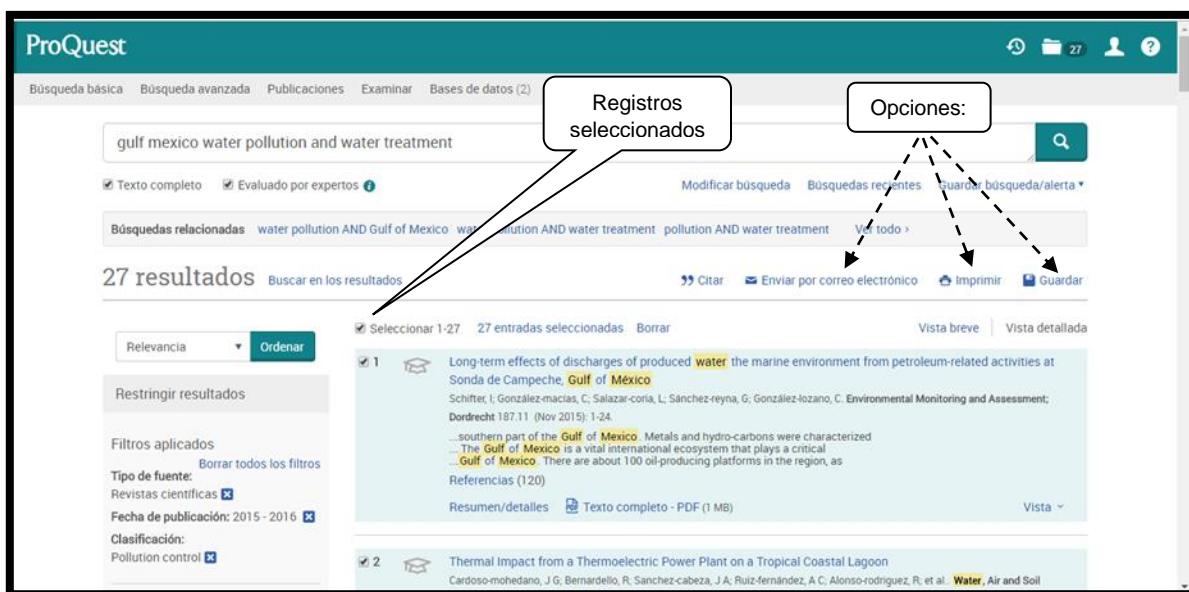 ProQuest
27
Búsqueda básica Búsqueda avanzada Publicaciones Examinar Bases de datos (2)
Registros
seleccionados
Opciones:
gulf mexico water pollution and water treatment
Texto completo Evaluado por expertos
Modificar búsqueda Búsquedas recientes Guardar búsqueda/alerta
Búsquedas relacionadas water pollution AND Gulf of Mexico water pollution AND water treatment pollution AND water treatment Ver todo ›
27 resultados Buscar en los resultados
Citar Enviar por correo electrónico Imprimir Guardar
Seleccionar 1-27 27 entradas seleccionadas Borrar
Vista breve Vista detallada
Relevancia Ordenar
Restringir resultados
Filtros aplicados
Borrar todos los filtros
Tipo de fuente:
Revistas científicas
Fecha de publicación: 2015 - 2016
Clasificación:
Pollution control
1 Long-term effects of discharges of produced water the marine environment from petroleum-related activities at
Sonda de Campeche, Gulf of México
Schifter, I; González-macías, C; Salazar-coria, L; Sánchez-reyna, G; González-lozano, C. Environmental Monitoring and Assessment;
Dordrecht 187.11 (Nov 2015): 1-24.
...southern part of the Gulf of Mexico. Metals and hydro-carbons were characterized
...The Gulf of Mexico is a vital international ecosystem that plays a critical
...Gulf of Mexico. There are about 100 oil-producing platforms in the region, as
Referencias (120)
Resumen/detalles Texto completo - PDF (1 MB) Vista
2 Thermal Impact from a Thermoelectric Power Plant on a Tropical Coastal Lagoon
Cardoso-mohedano, J G; Bernardello, R; Sanchez-cabeza, J A; Ruiz-fernández, A C; Alonso-rodriguez, R; et al. Water, Air and Soil